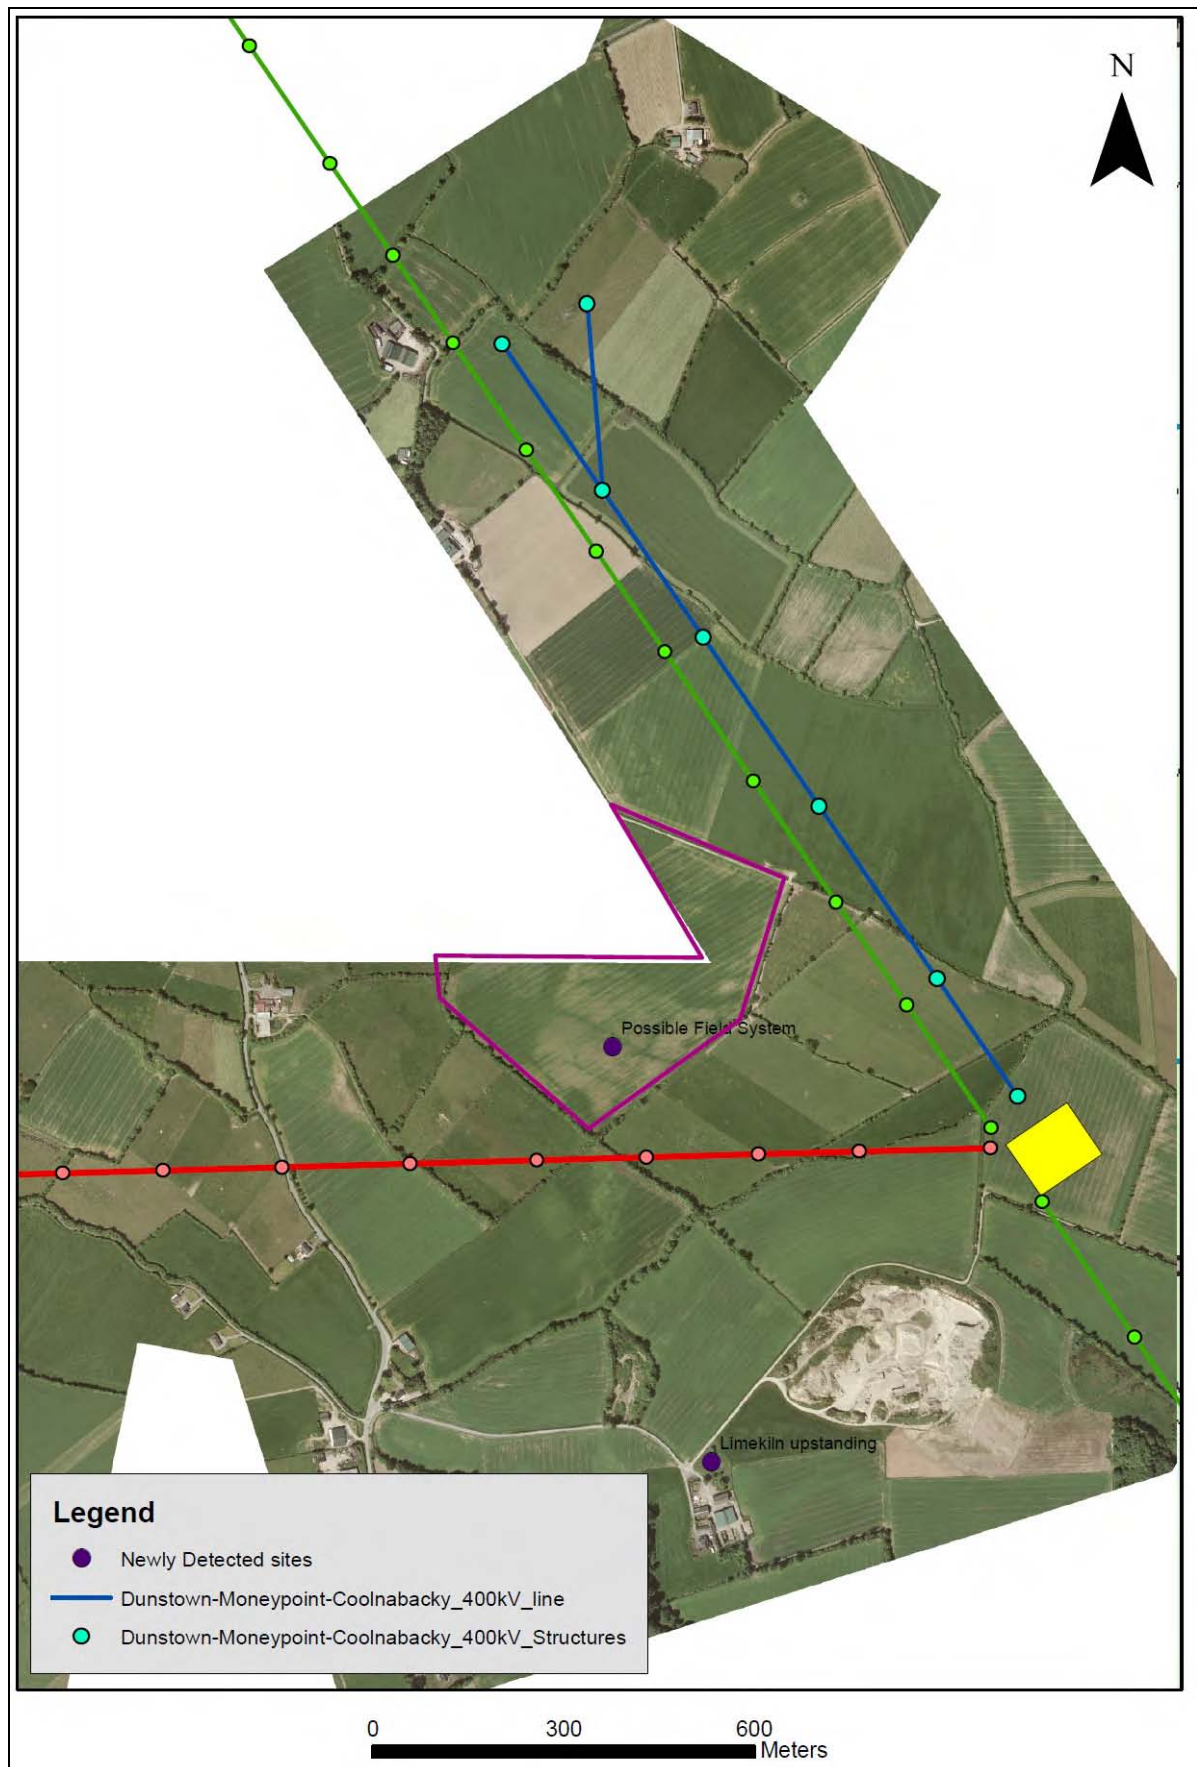 N
Possible Field System
Limekiln upstanding
Legend
Newly Detected sites
Dunstown-Moneypoint-Coolnabacky_400kV_line
Dunstown-Moneypoint-Coolnabacky_400kV_Structures
0 300 600
Meters